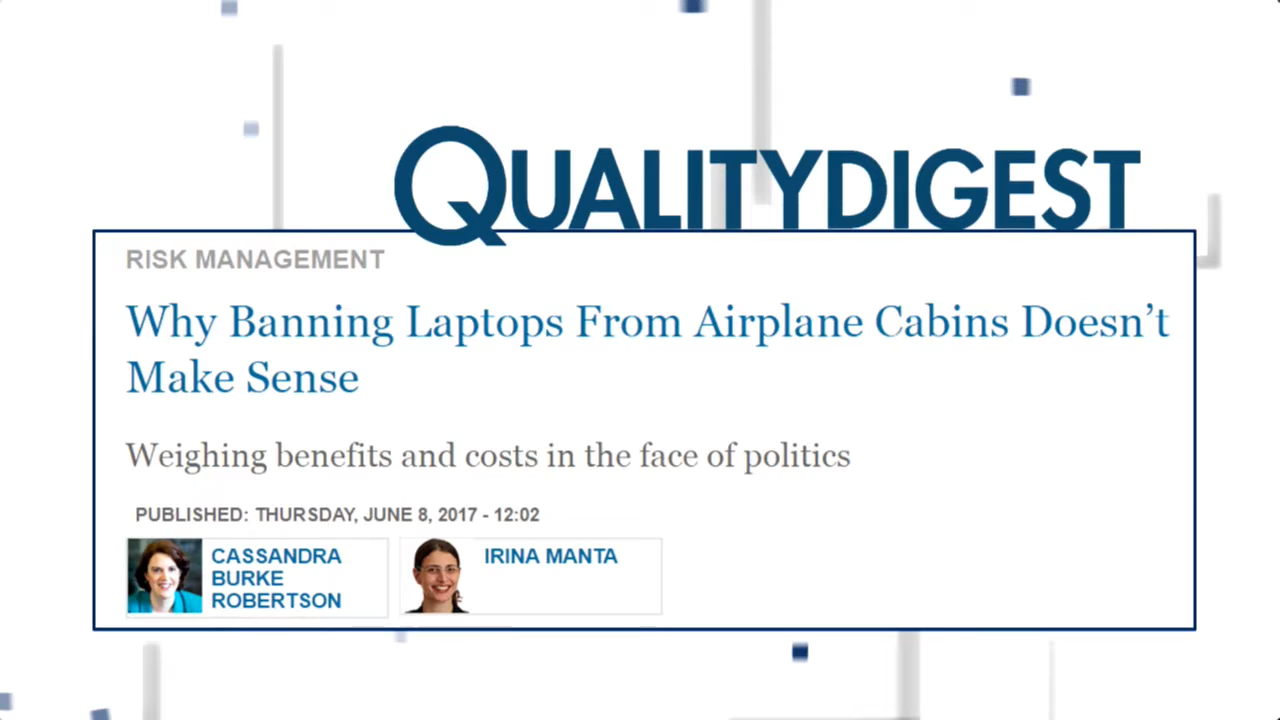 QUALITYDIGEST
RISK MANAGEMENT
Why Banning Laptops From Airplane Cabins Doesn’t
Make Sense
Weighing benefits and costs in the face of politics
PUBLISHED: THURSDAY, JUNE 8, 2017 - 12:02
CASSANDRA
BURKE
ROBERTSON
IRINA MANTA